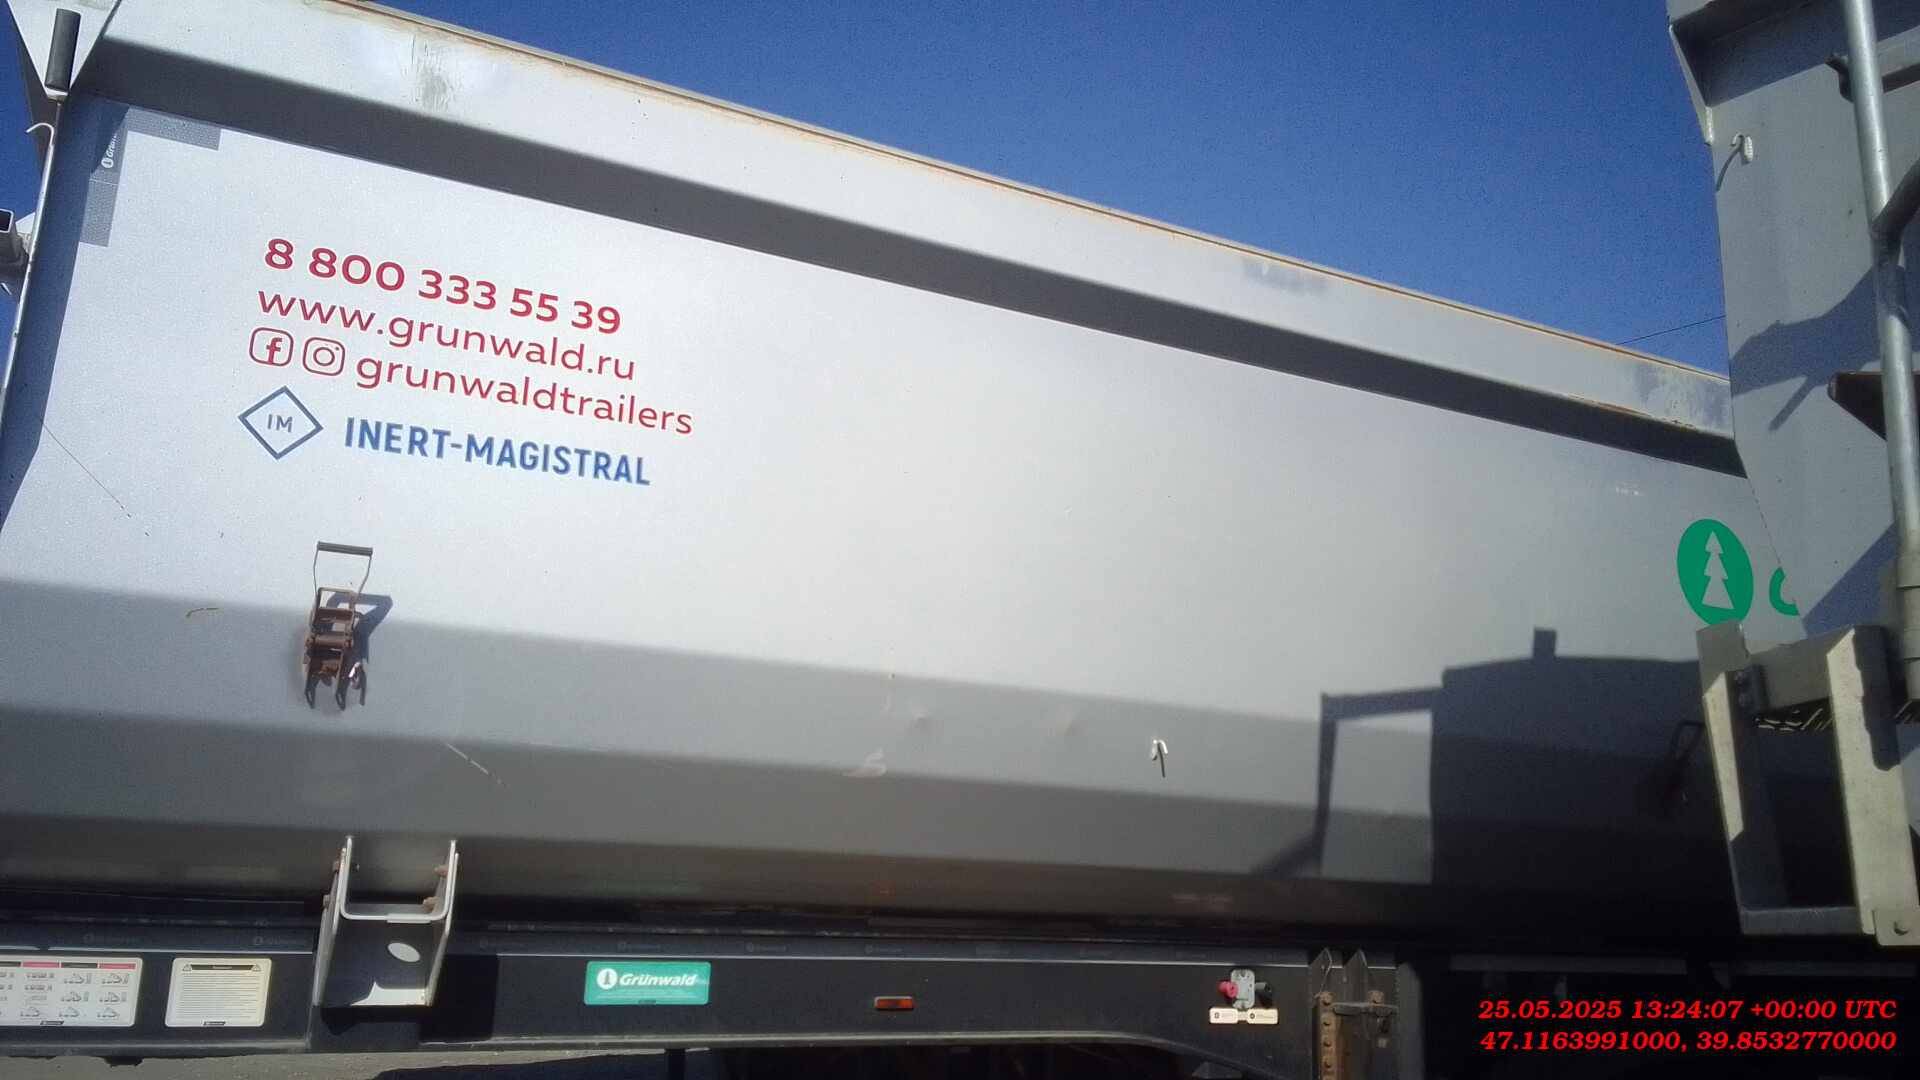 8 800 333 55 39
www.grunwald.ru
grunwaldtrailers
IM
INERT-MAGISTRAL
Grünwald
25.05.2025 13:24:07 +00:00 UTC
47.1163991000, 39.8532770000